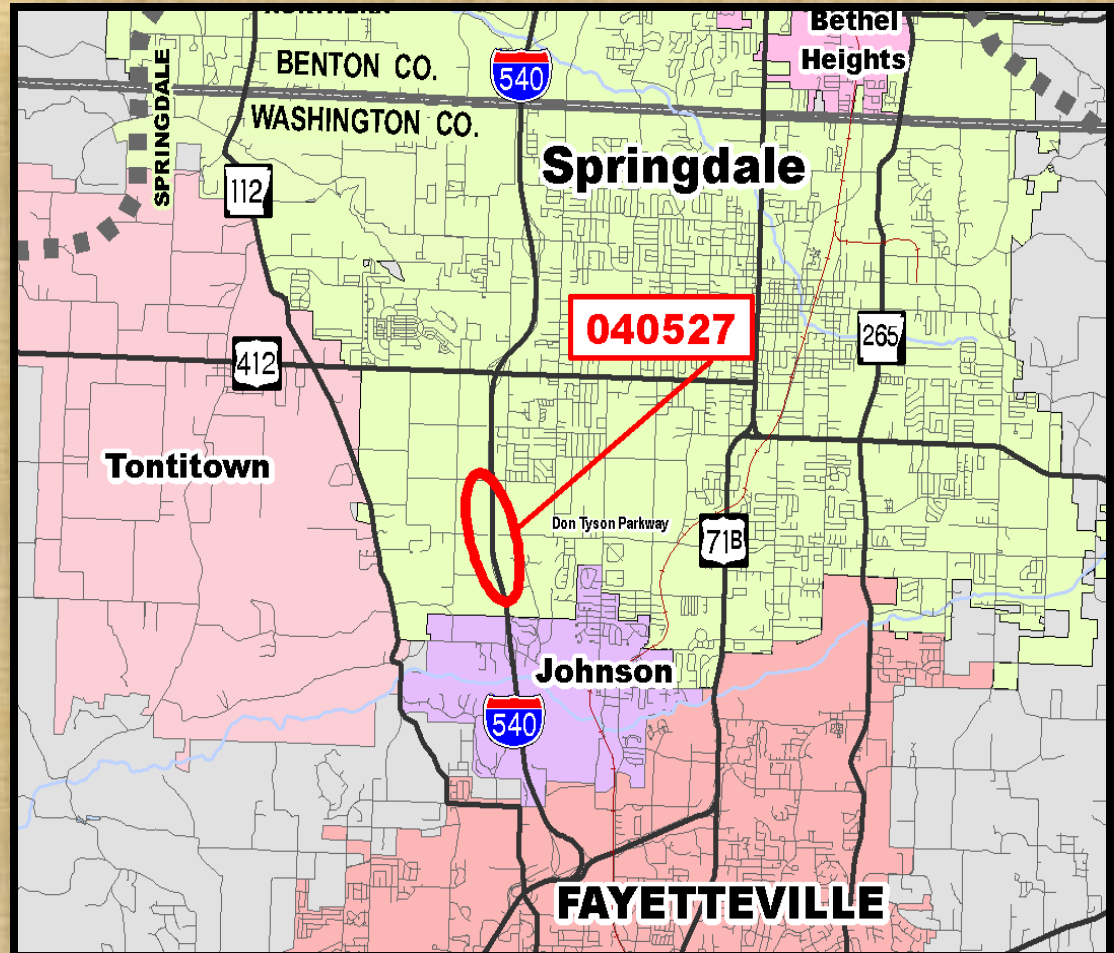 NORTHERN
Bethel
Heights
BENTON CO.
540
WASHINGTON CO.
SPRINGDALE
Springdale
112
040527
265
412
Tontitown
Don Tyson Parkway
71B
Johnson
540
FAYETTEVILLE